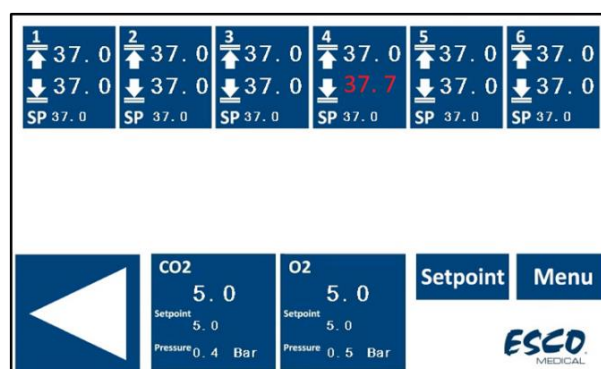 1 2 3 4 5 6
37. 0 37. 0 37. 0 37. 0 37. 0 37. 0
37. 0 37. 0 37. 0 37. 7 37. 0 37. 0
SP 37. 0 SP 37. 0 SP 37. 0 SP 37. 0 SP 37. 0 SP 37. 0
CO2 O2 Setpoint Menu
5. 0 5. 0
Setpoint Setpoint
5. 0 5. 0
Pressure 0. 4 Bar Pressure 0. 5 Bar
ESCO
MEDICAL